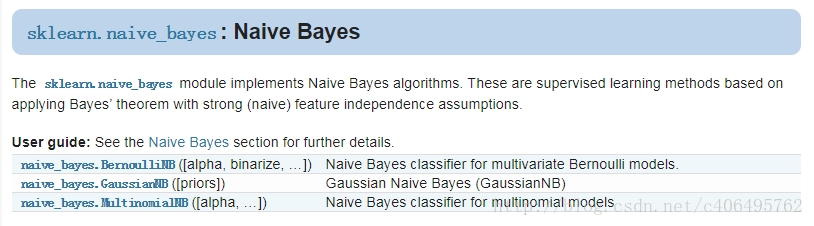 sklearn.naive_bayes: Naive Bayes
The sklearn.naive_bayes module implements Naive Bayes algorithms. These are supervised learning methods based on
applying Bayes’ theorem with strong (naive) feature independence assumptions.
User guide: See the Naive Bayes section for further details.
naive_bayes.BernoulliNB([alpha, binarize, …]) Naive Bayes classifier for multivariate Bernoulli models.
naive_bayes.GaussianNB([priors]) Gaussian Naive Bayes (GaussianNB)
naive_bayes.MultinomialNB([alpha, …]) Naive Bayes classifier for multinomial models
http://blog.csdn.net/c406495762